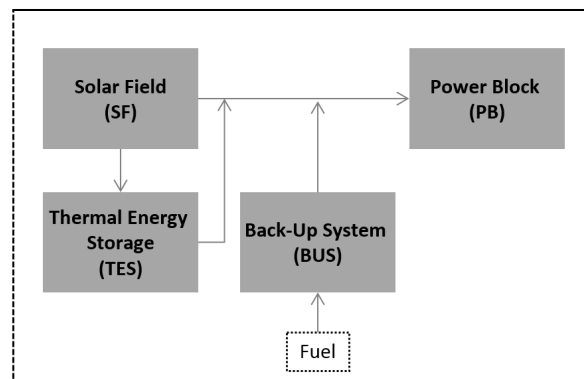 Solar Field
(SF)
Power Block
(PB)
Thermal Energy
Storage
(TES)
Back-Up System
(BUS)
Fuel